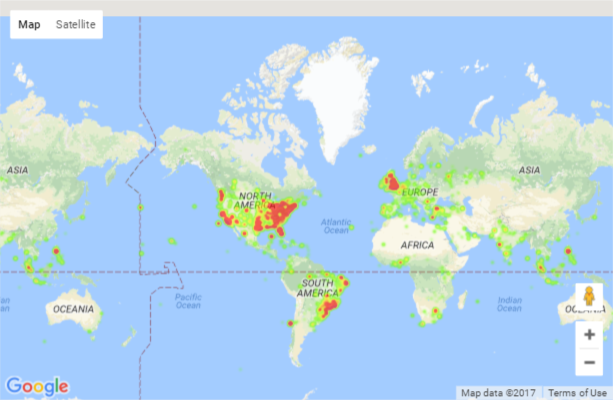 Map Satellite
ASIA
ASIA
NORTH
AMERICA
EUROPE
Atlantic
Ocean
AFRICA
SOUTH
AMERICA
Pacific
Ocean
Indian
Ocean
OCEANIA
OCEANIA
an
Google
Map data ©2017 Terms of Use